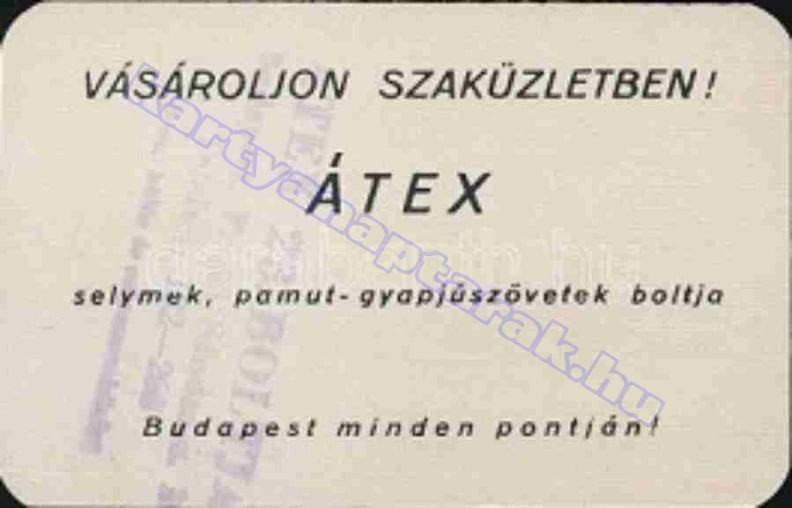 VÁSÁROLJON SZAKÜZLETBEN!
ÁTEX
selymek, pamut-gyapjúszövetek boltja
Budapest minden pontján!
kartyanaptarak.hu